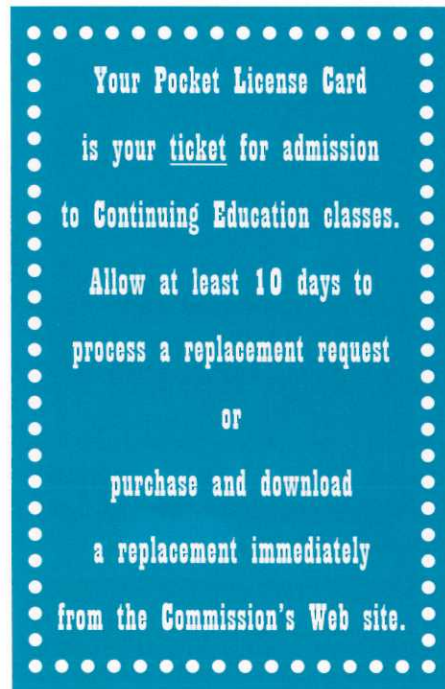 Your Pocket License Card
is your ticket for admission
to Continuing Education classes.
Allow at least 10 days to
process a replacement request
or
purchase and download
a replacement immediately
from the Commission's Web site.